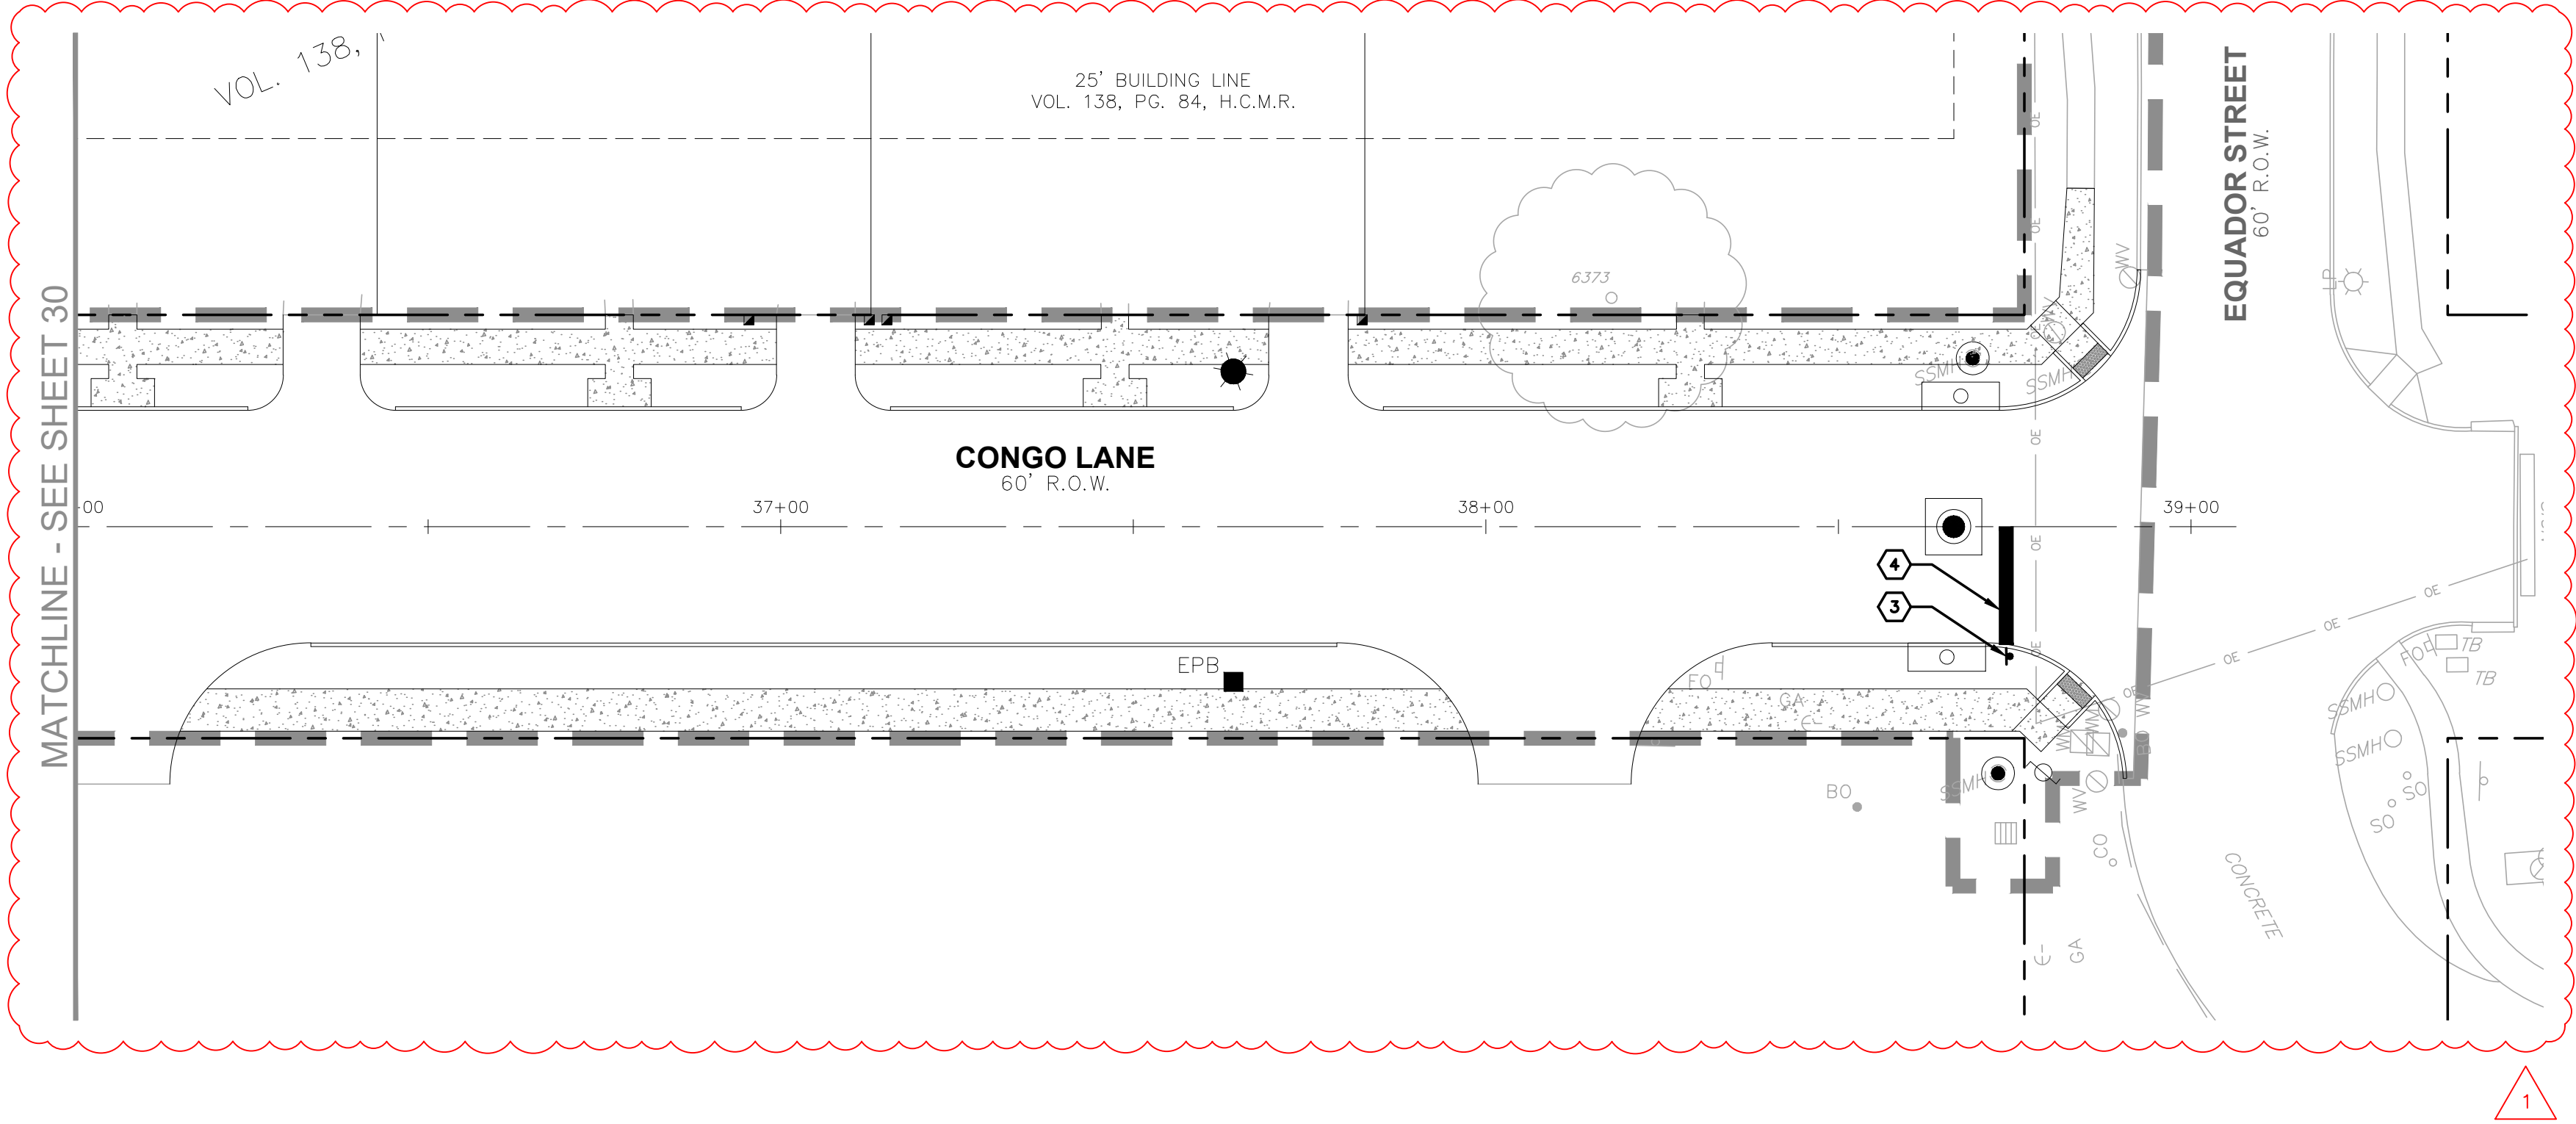 VOL. 138,
25' BUILDING LINE
VOL. 138, PG. 84, H.C.M.R.
EQUADOR STREET
60' R.O.W.
MATCHLINE - SEE SHEET 30
OE
OE
WV
LP
6373
SSMH
SSMH
OE
CONGO LANE
60' R.O.W.
-00
37+00
38+00
39+00
OE
4
3
OE
OE
OE
OE
OE
EPB
FO
FO
TB
TB
GA
SSMH
SSMH
SSMH
BO
BO
WV
SO
SO
CO
GA
CONCRETE
1